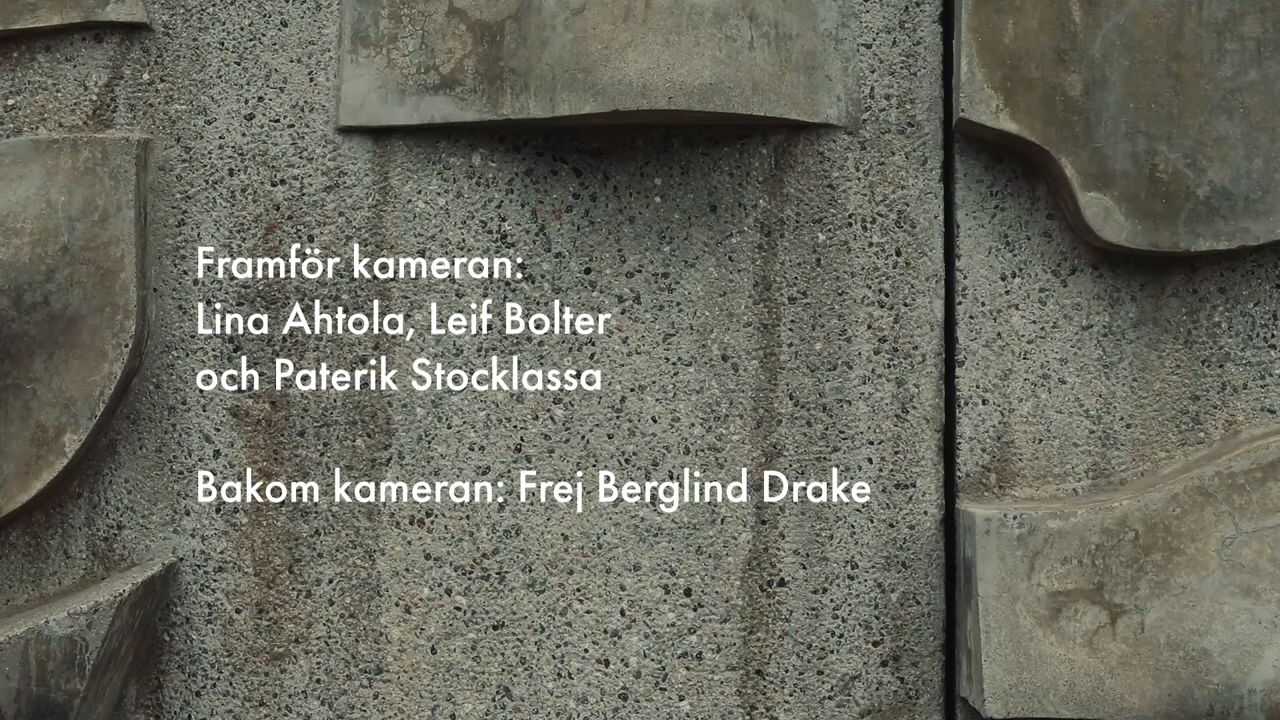 Framför kameran:
Lina Ahtola, Leif Bolter
och Paterik Stocklassa
Bakom kameran: Frej Berglind Drake